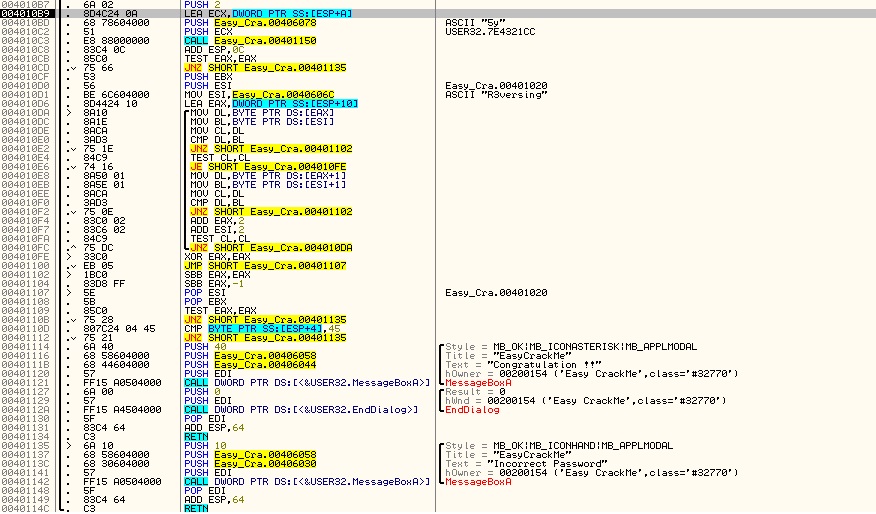 004010B7 . 6A 02 PUSH 2
004010B9 . 8D4C24 0A LEA ECX,DWORD PTR SS:[ESP+A]
004010BD . 68 78604000 PUSH Easy_Cra.00406078 ASCII "5y"
004010C2 . 51 PUSH ECX USER32.7E4321CC
004010C3 . E8 88000000 CALL Easy_Cra.00401150
004010C8 . 83C4 0C ADD ESP,0C
004010CB . 85C0 TEST EAX,EAX
004010CD .v 75 66 JNZ SHORT Easy_Cra.00401135
004010CF . 53 PUSH EBX
004010D0 . 56 PUSH ESI Easy_Cra.00401020
004010D1 . BE 6C604000 MOV ESI,Easy_Cra.0040606C ASCII "R3versing"
004010D6 . 8D4424 10 LEA EAX,DWORD PTR SS:[ESP+10]
004010DA > 8A10 MOV DL,BYTE PTR DS:[EAX]
004010DC . 8A1E MOV BL,BYTE PTR DS:[ESI]
004010DE . 8ACA MOV CL,DL
004010E0 . 3AD3 CMP DL,BL
004010E2 .v 75 1E JNZ SHORT Easy_Cra.00401102
004010E4 . 84C9 TEST CL,CL
004010E6 .v 74 16 JE SHORT Easy_Cra.004010FE
004010E8 . 8A50 01 MOV DL,BYTE PTR DS:[EAX+1]
004010EB . 8A5E 01 MOV BL,BYTE PTR DS:[ESI+1]
004010EE . 8ACA MOV CL,DL
004010F0 . 3AD3 CMP DL,BL
004010F2 .v 75 0E JNZ SHORT Easy_Cra.00401102
004010F4 . 83C0 02 ADD EAX,2
004010F7 . 83C6 02 ADD ESI,2
004010FA . 84C9 TEST CL,CL
004010FC .^ 75 DC JNZ SHORT Easy_Cra.004010DA
004010FE > 33C0 XOR EAX,EAX
00401100 .v EB 05 JMP SHORT Easy_Cra.00401107
00401102 > 1BC0 SBB EAX,EAX
00401104 . 83D8 FF SBB EAX,-1
00401107 > 5E POP ESI Easy_Cra.00401020
00401108 . 5B POP EBX
00401109 . 85C0 TEST EAX,EAX
0040110B .v 75 28 JNZ SHORT Easy_Cra.00401135
0040110D . 807C24 04 45 CMP BYTE PTR SS:[ESP+4],45
00401112 .v 75 21 JNZ SHORT Easy_Cra.00401135
00401114 . 6A 40 PUSH 40 Style = MB_OK|MB_ICONASTERISK|MB_APPLMODAL
00401116 . 68 58604000 PUSH Easy_Cra.00406058 Title = "EasyCrackMe"
0040111B . 68 44604000 PUSH Easy_Cra.00406044 Text = "Congratulation !!"
00401120 . 57 PUSH EDI hOwner = 00200154 ('Easy CrackMe',class='#32770')
00401121 . FF15 A0504000 CALL DWORD PTR DS:[<&USER32.MessageBoxA>] MessageBoxA
00401127 . 6A 00 PUSH 0 Result = 0
00401129 . 57 PUSH EDI hWnd = 00200154 ('Easy CrackMe',class='#32770')
0040112A . FF15 A4504000 CALL DWORD PTR DS:[<&USER32.EndDialog>] EndDialog
00401130 . 5F POP EDI
00401131 . 83C4 64 ADD ESP,64
00401134 . C3 RETN
00401135 > 6A 10 PUSH 10 Style = MB_OK|MB_ICONHAND|MB_APPLMODAL
00401137 . 68 58604000 PUSH Easy_Cra.00406058 Title = "EasyCrackMe"
0040113C . 68 30604000 PUSH Easy_Cra.00406030 Text = "Incorrect Password"
00401141 . 57 PUSH EDI hOwner = 00200154 ('Easy CrackMe',class='#32770')
00401142 . FF15 A0504000 CALL DWORD PTR DS:[<&USER32.MessageBoxA>] MessageBoxA
00401148 . 5F POP EDI
00401149 . 83C4 64 ADD ESP,64
0040114C . C3 RETN